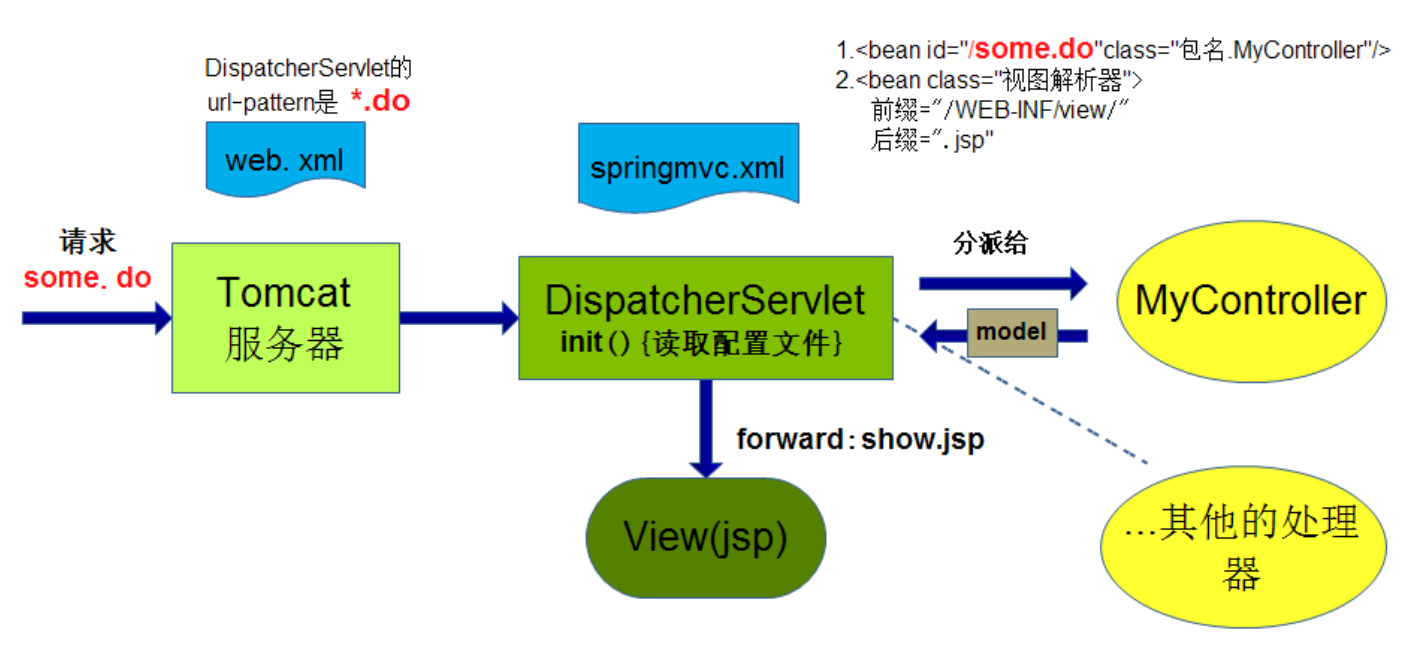 DispatcherServlet的
url-pattern是 *.do
web. xml
springmvc.xml
1.<bean id="/some.do"class="包名.MyController"/>
2.<bean class="视图解析器">
前缀="/WEB-INF/view/"
后缀=".jsp"
请求
some. do
Tomcat
服务器
DispatcherServlet
init() {读取配置文件}
分派给
model
MyController
forward: show.jsp
View(jsp)
...其他的处理
器